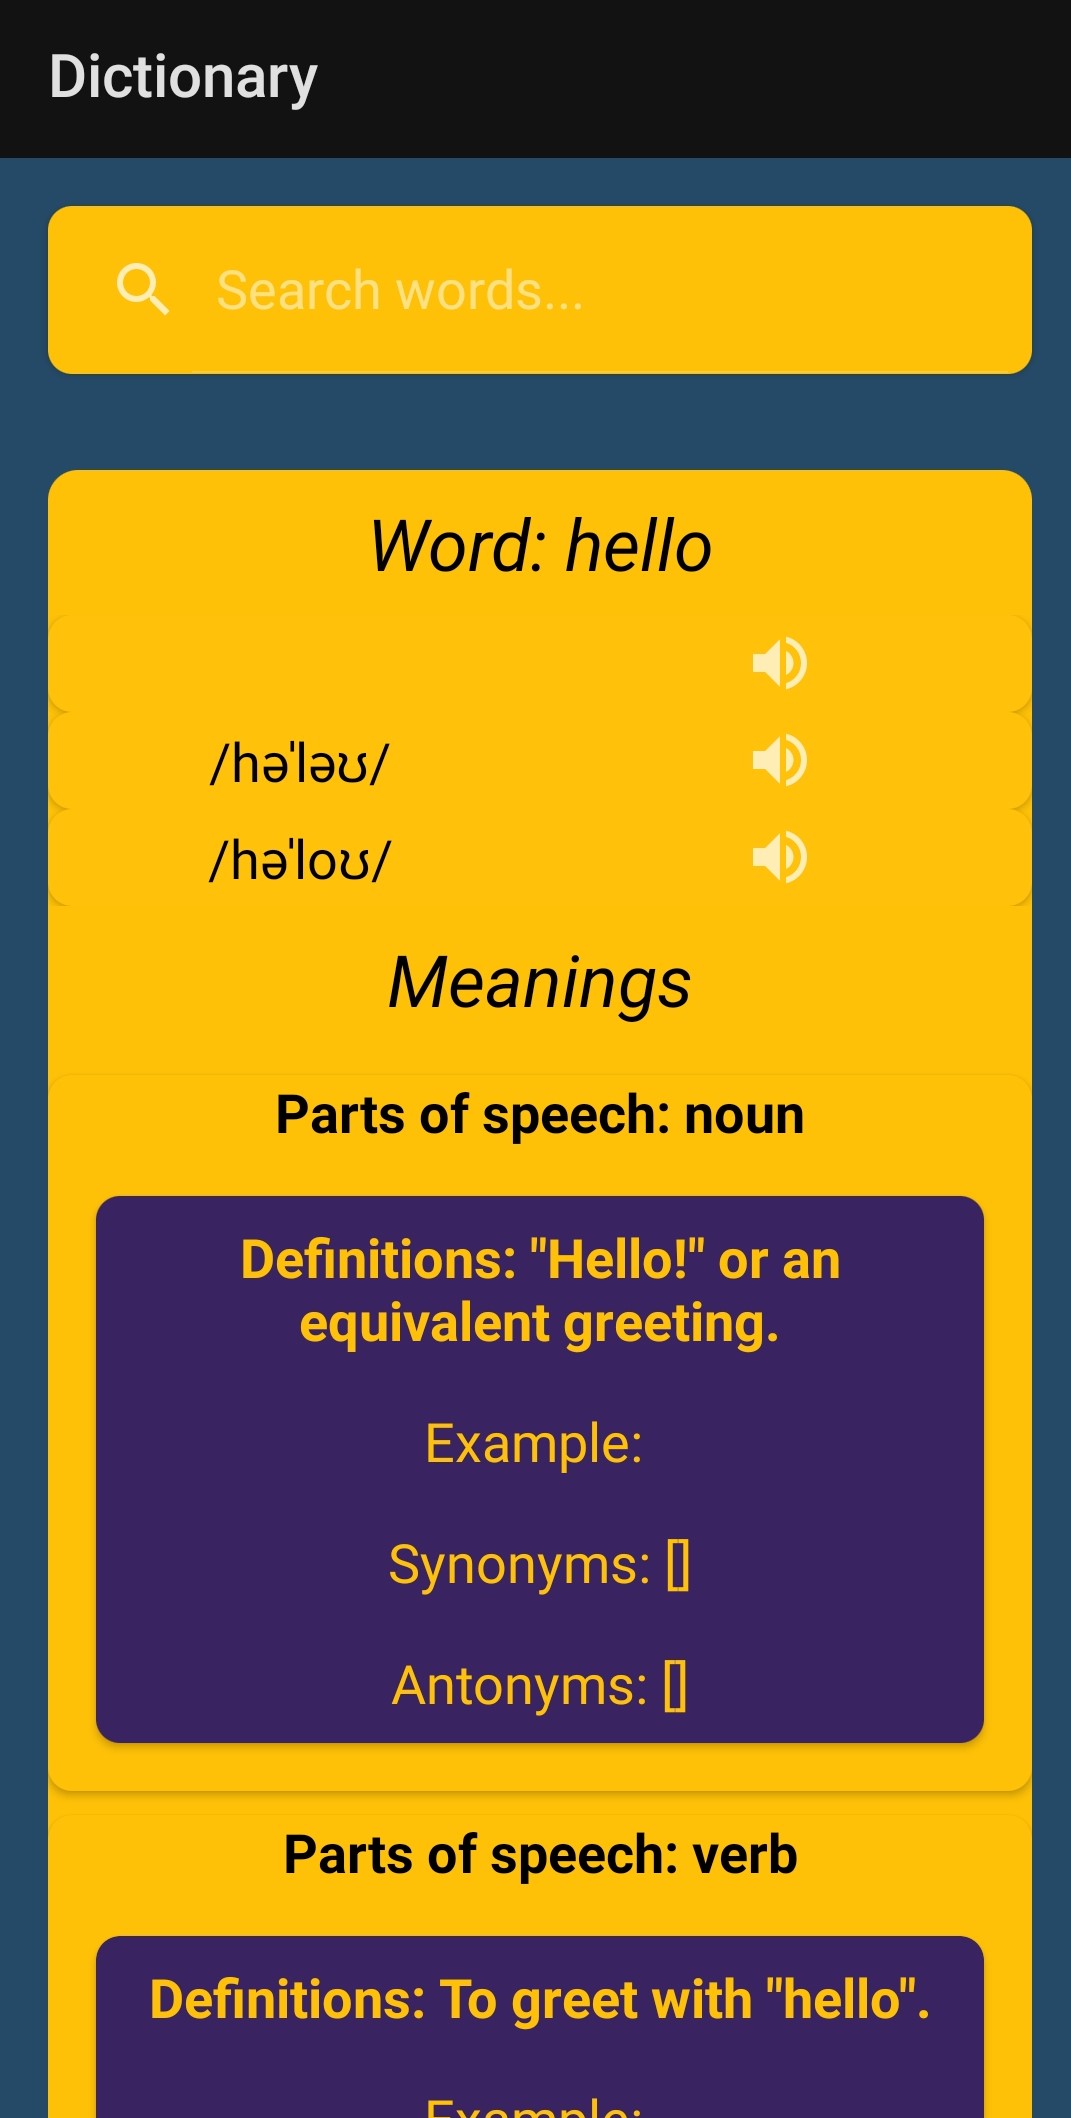 Dictionary
Search words...
Word: hello
/həˈləʊ/
/həˈloʊ/
Meanings
Parts of speech: noun
Definitions: "Hello!" or an
equivalent greeting.
Example:
Synonyms: []
Antonyms: []
Parts of speech: verb
Definitions: To greet with "hello".
Example: